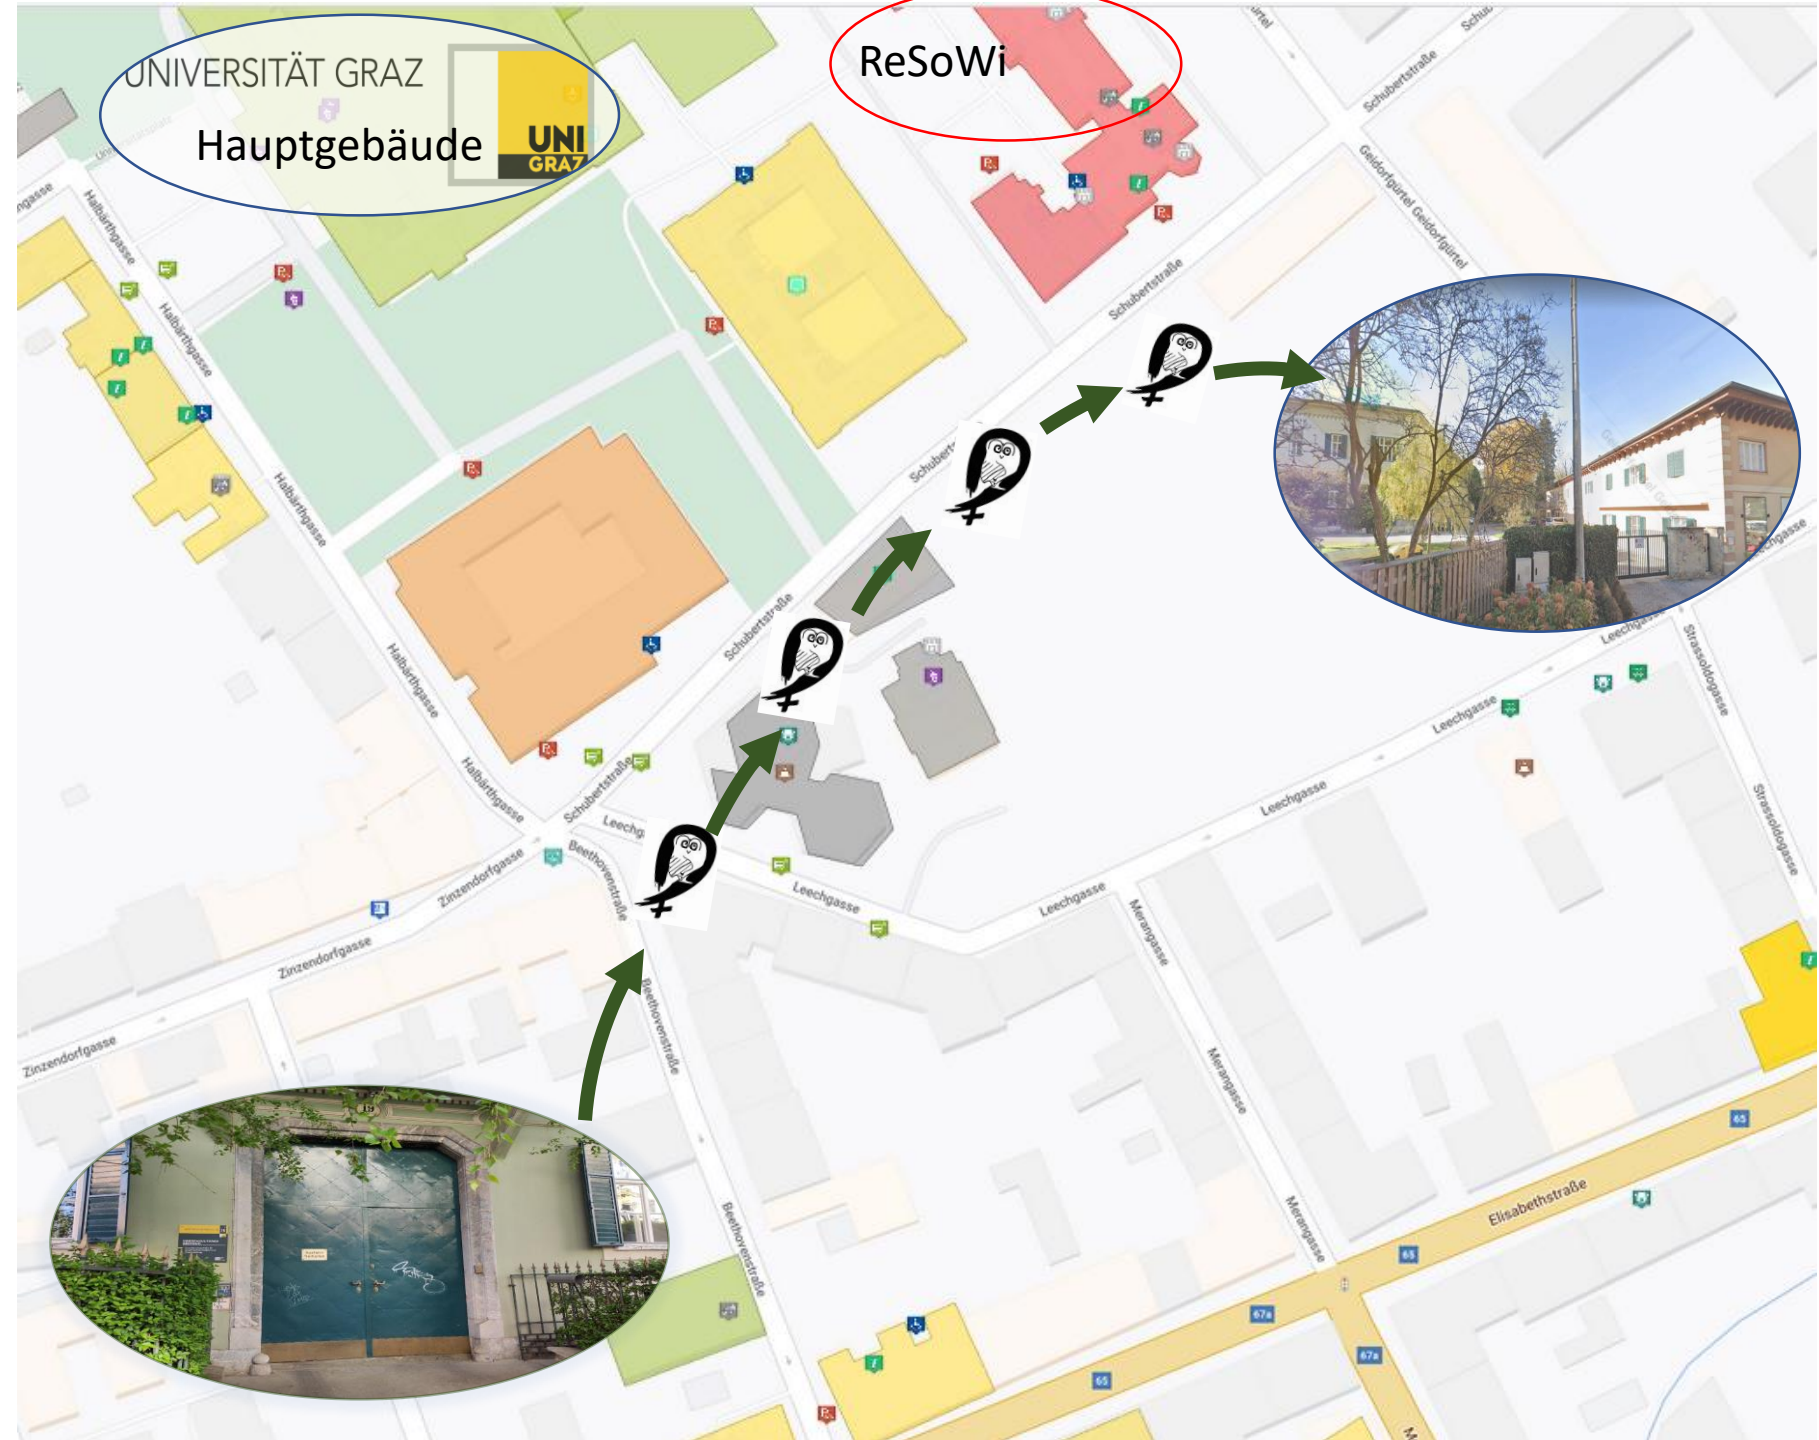 UNIVERSITÄT GRAZ
Hauptgebäude
UNI
GRAZ
ReSoWi
Schubertstraße
Geidorfgürtel Geidorfgürtel
Halbärthgasse
Halbärthgasse
Schubertstraße
Halbärthgasse
Schubertstraße
Halbärthgasse
Halbärthgasse
Schubertstraße
Leechgasse
Strassoldogasse
Leechgasse
Leechgasse
Strassoldogasse
Zinzendorfgasse
Beethovenstraße
Leechgasse
Leechgasse
Merangasse
Zinzendorfgasse
Zinzendorfgasse
Beethovenstraße
Merangasse
65
Elisabethstraße
Beethovenstraße
Merangasse
65
67a
67a
65